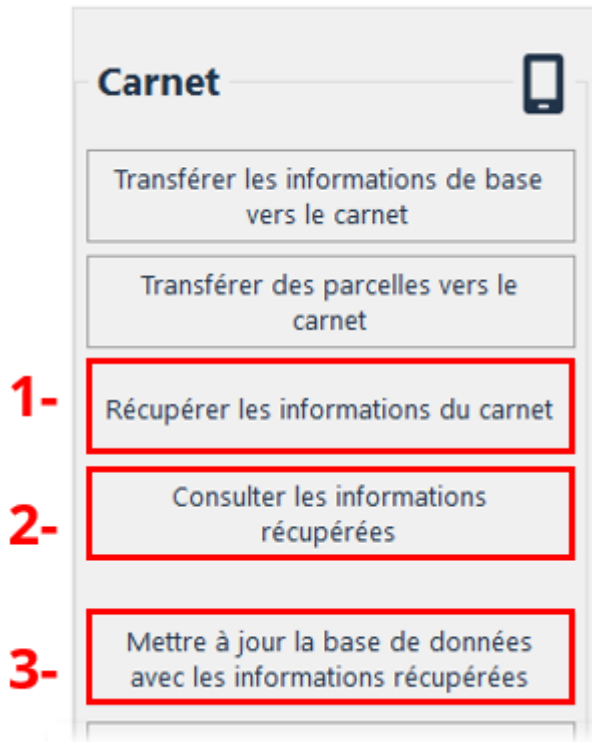 Carnet
Transférer les informations de base
vers le carnet
Transférer des parcelles vers le
carnet
1-
Récupérer les informations du carnet
2-
Consulter les informations
récupérées
3-
Mettre à jour la base de données
avec les informations récupérées